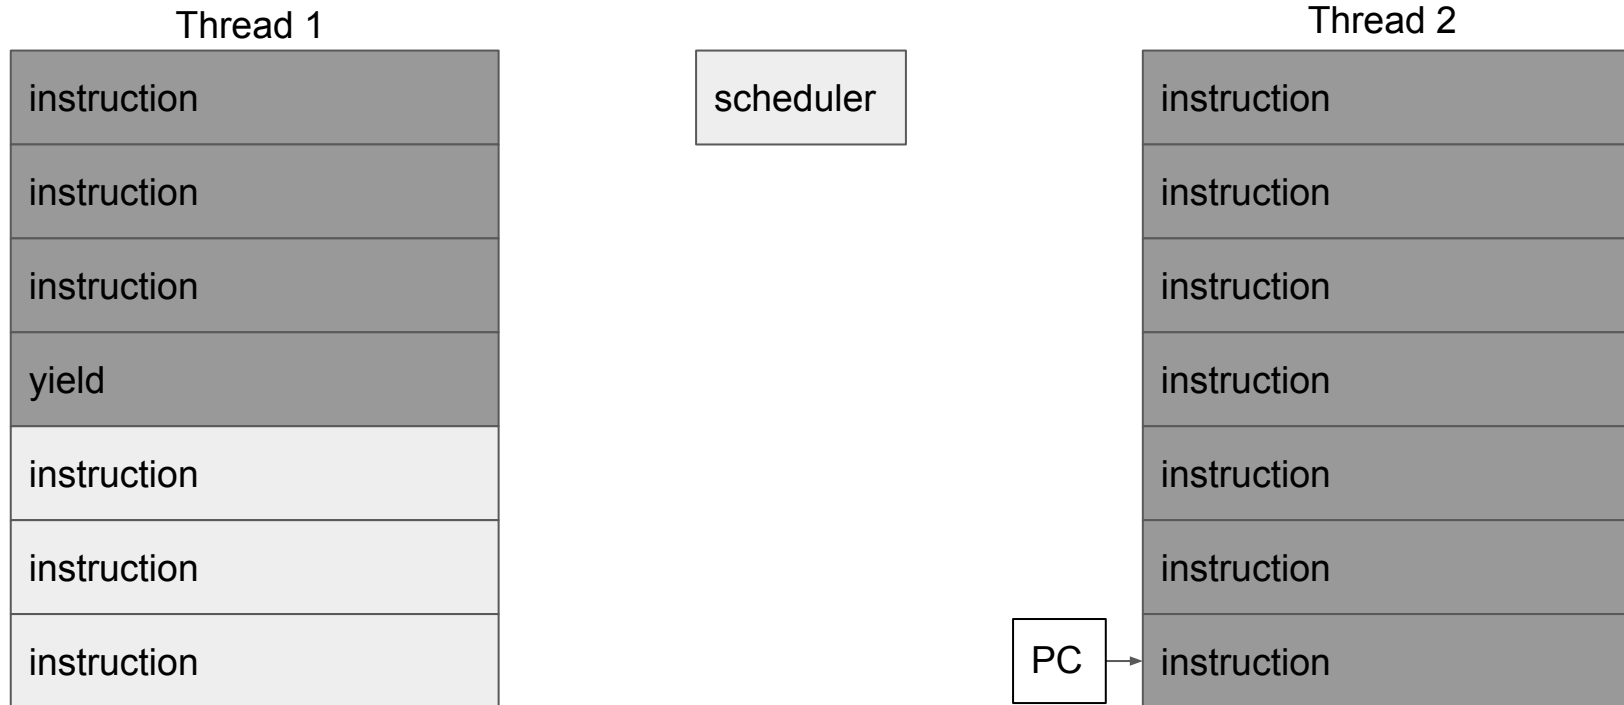 Thread 1
instruction
instruction
instruction
yield
instruction
instruction
instruction
scheduler
Thread 2
instruction
instruction
instruction
instruction
instruction
instruction
PC
instruction